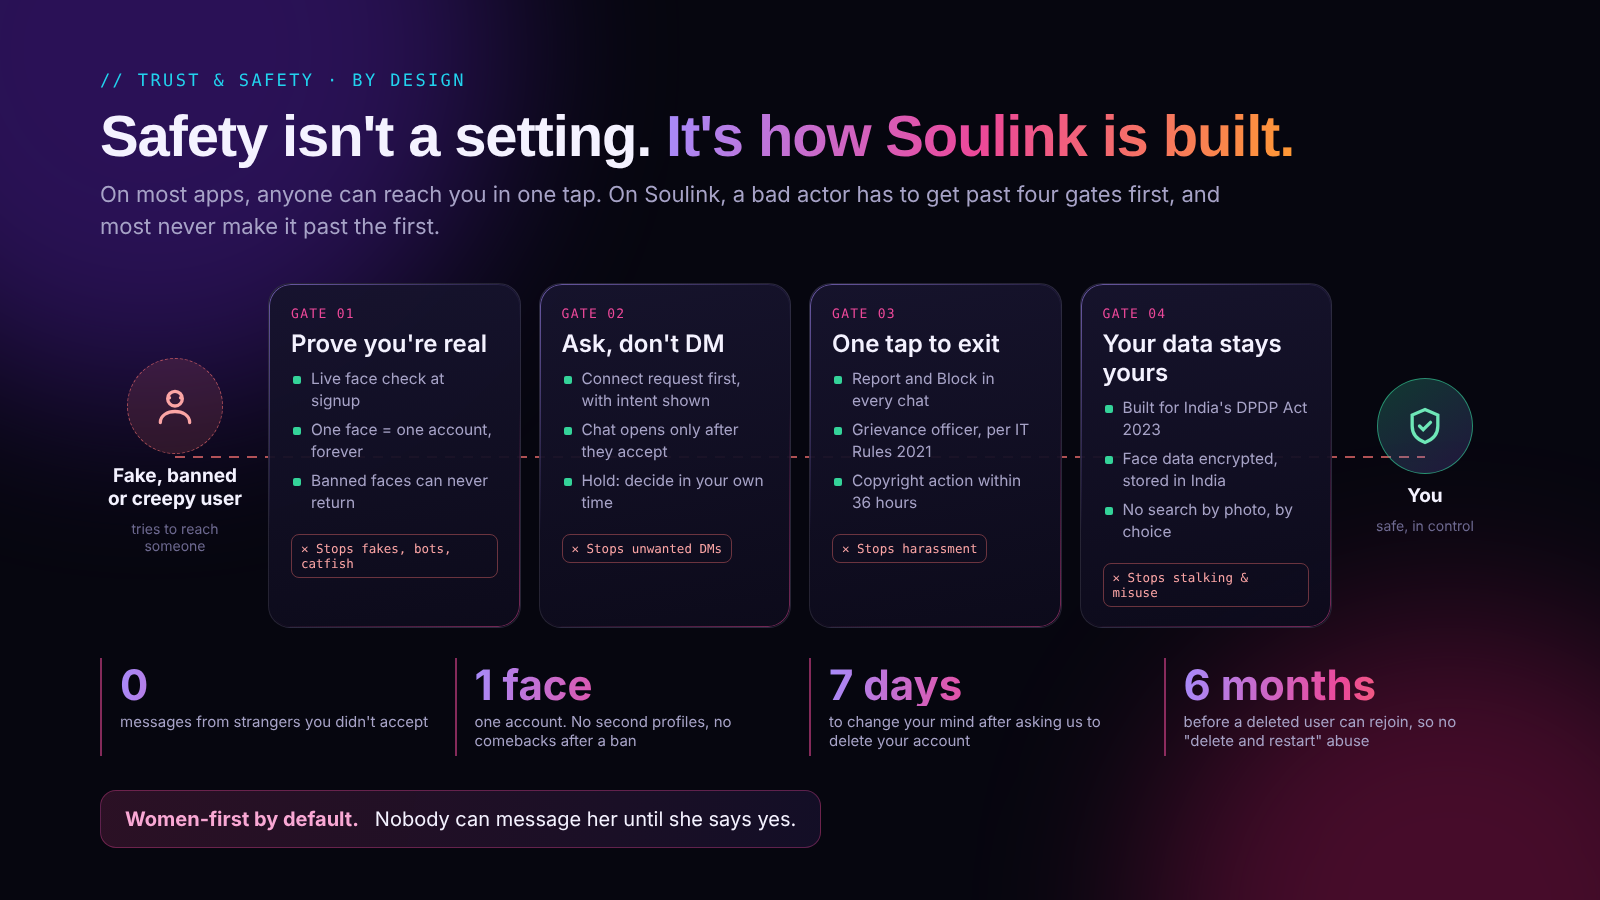 // TRUST & SAFETY · BY DESIGN
Safety isn't a setting. It's how Soulink is built.
On most apps, anyone can reach you in one tap. On Soulink, a bad actor has to get past four gates first, and
most never make it past the first.
Fake, banned
or creepy user
tries to reach
someone
GATE 01
Prove you're real
Live face check at
signup
One face = one account,
forever
Banned faces can never
return
× Stops fakes, bots,
catfish
GATE 02
Ask, don't DM
Connect request first,
with intent shown
Chat opens only after
they accept
Hold: decide in your own
time
× Stops unwanted DMs
GATE 03
One tap to exit
Report and Block in
every chat
Grievance officer, per IT
Rules 2021
Copyright action within
36 hours
× Stops harassment
GATE 04
Your data stays
yours
Built for India's DPDP Act
2023
Face data encrypted,
stored in India
No search by photo, by
choice
× Stops stalking &
misuse
You
safe, in control
0
messages from strangers you didn't accept
1 face
one account. No second profiles, no
comebacks after a ban
7 days
to change your mind after asking us to
delete your account
6 months
before a deleted user can rejoin, so no
"delete and restart" abuse
Women-first by default. Nobody can message her until she says yes.